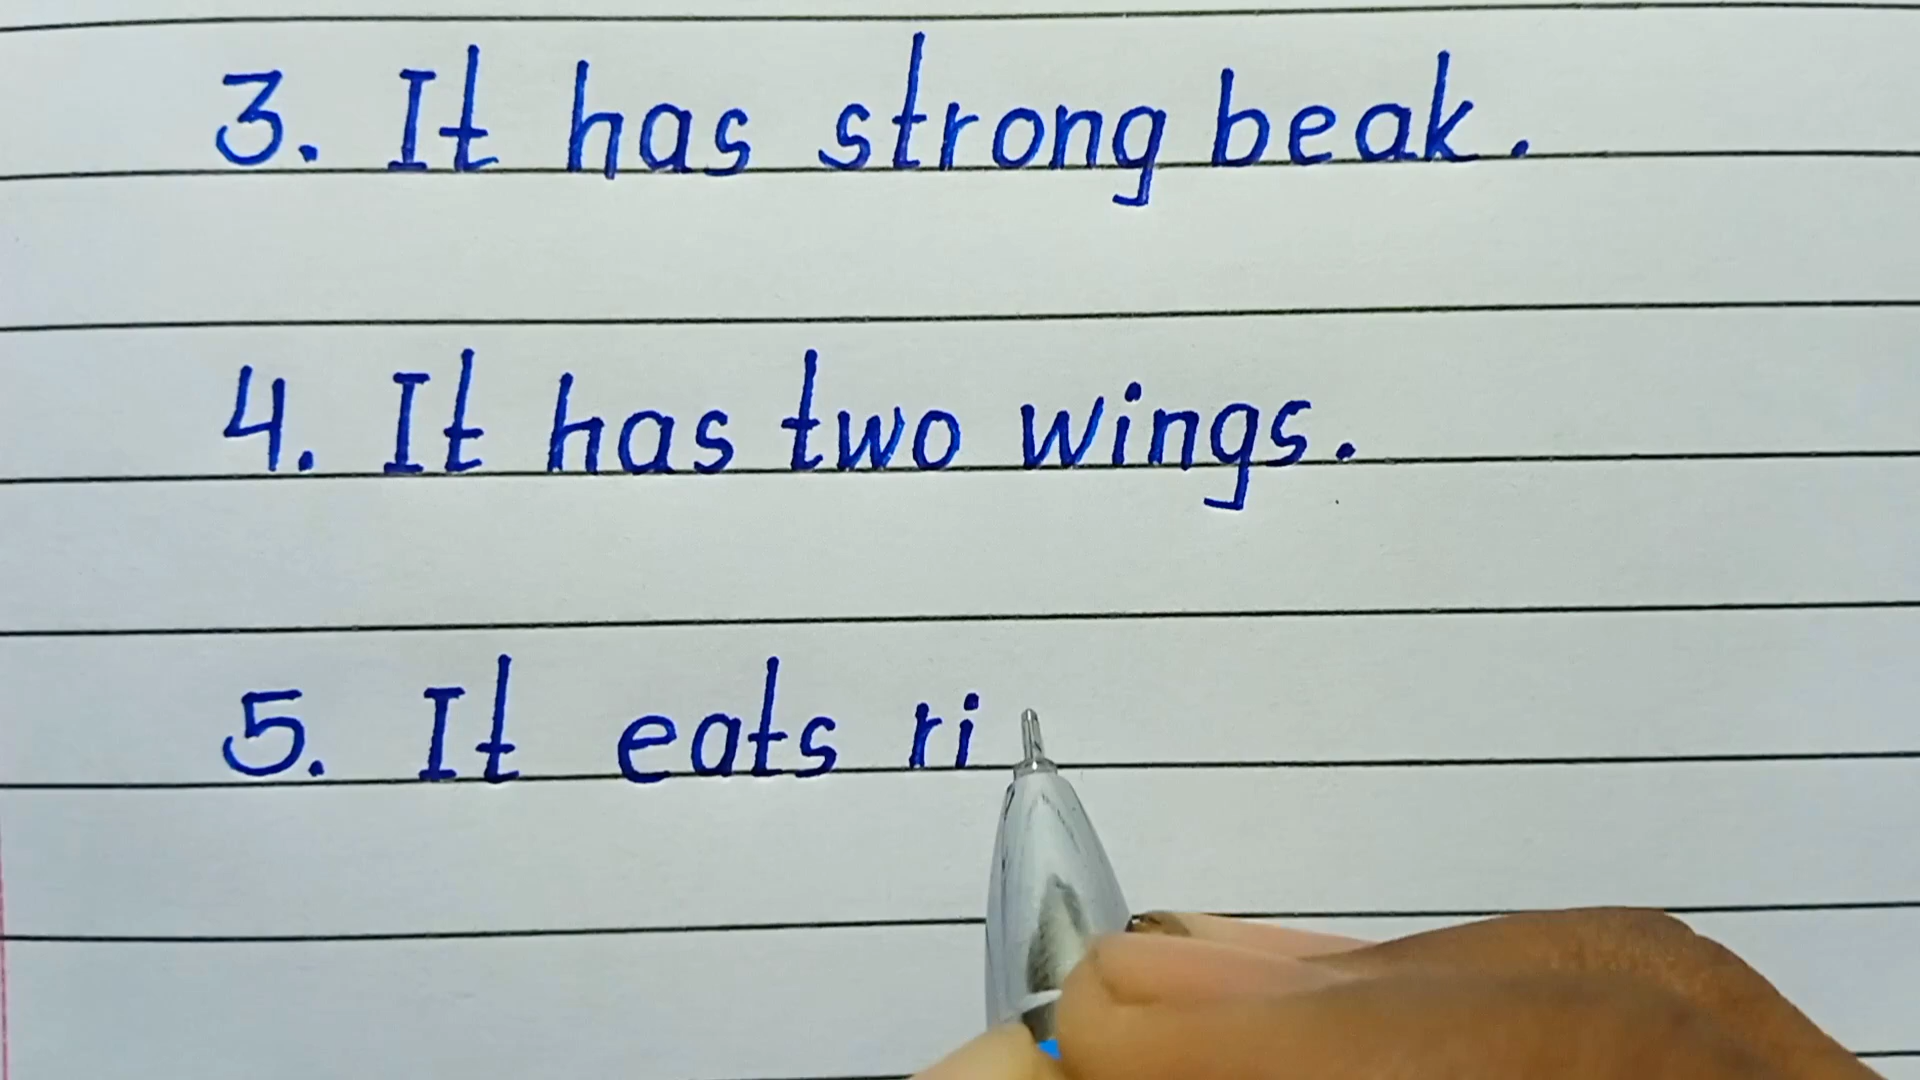 3. It has strong beak.
4. It has two wings.
5. It eats ri